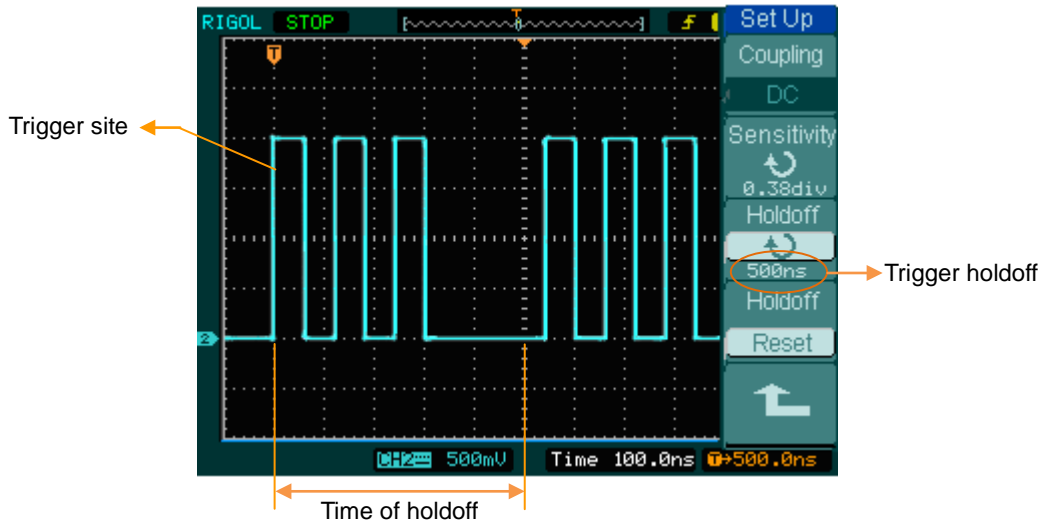 RIGOL STOP T f Set Up
T
Coupling
DC
Trigger site
Sensitivity
0.38div
Holdoff
500ns
Trigger holdoff
Holdoff
Reset
2
CH2 500mV Time 100.0ns T→500.0ns
Time of holdoff